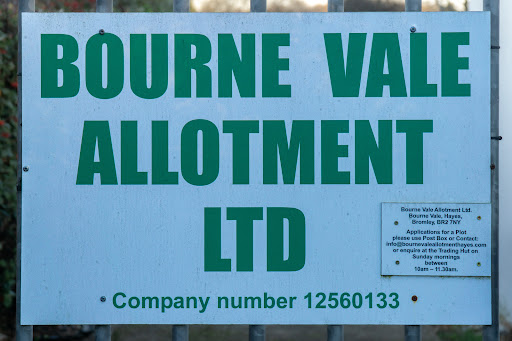 BOURNE VALE
ALLOTMENT
LTD
Company number 12560133
Bourne Vale Allotment Ltd.
Bourne Vale, Hayes,
Bromley, BR2 7NY
Applications for a Plot
please use Post Box or Contact:
info@bournevaleallotmenthayes.com
or enquire at the Trading Hut on
Sunday mornings
between
10am – 11.30am.